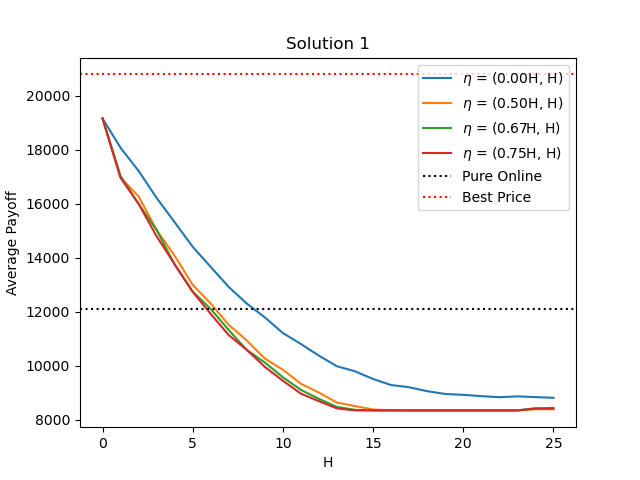 Solution 1
Average Payoff
20000
18000
16000
14000
12000
10000
8000
η = (0.00H, H)
η = (0.50H, H)
η = (0.67H, H)
η = (0.75H, H)
Pure Online
Best Price
0 5 10 15 20 25
H